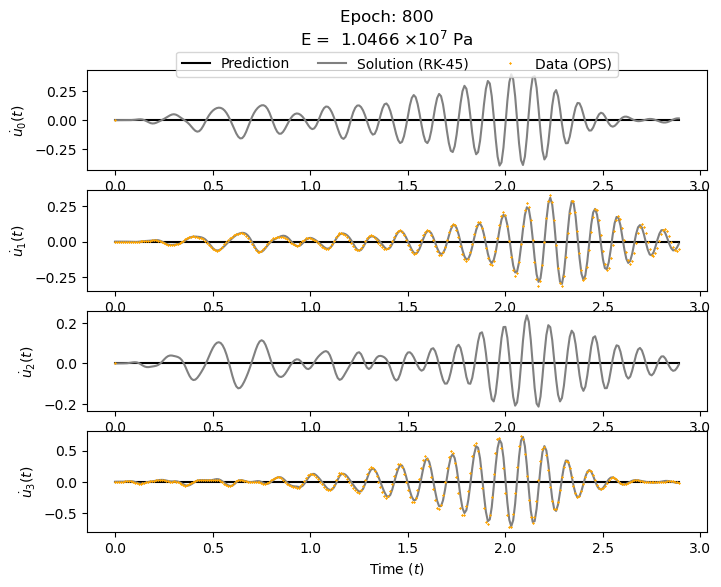 Epoch: 800
E = 1.0466 ×10⁷ Pa
Prediction Solution (RK-45) Data (OPS)
0.25
0.00
−0.25
u̇₀(t)
0.0 0.5 1.0 1.5 2.0 2.5 3.0
0.25
0.00
−0.25
u̇₁(t)
0.0 0.5 1.0 1.5 2.0 2.5 3.0
0.2
0.0
−0.2
u̇₂(t)
0.0 0.5 1.0 1.5 2.0 2.5 3.0
0.5
0.0
−0.5
u̇₃(t)
0.0 0.5 1.0 1.5 2.0 2.5 3.0
Time (t)